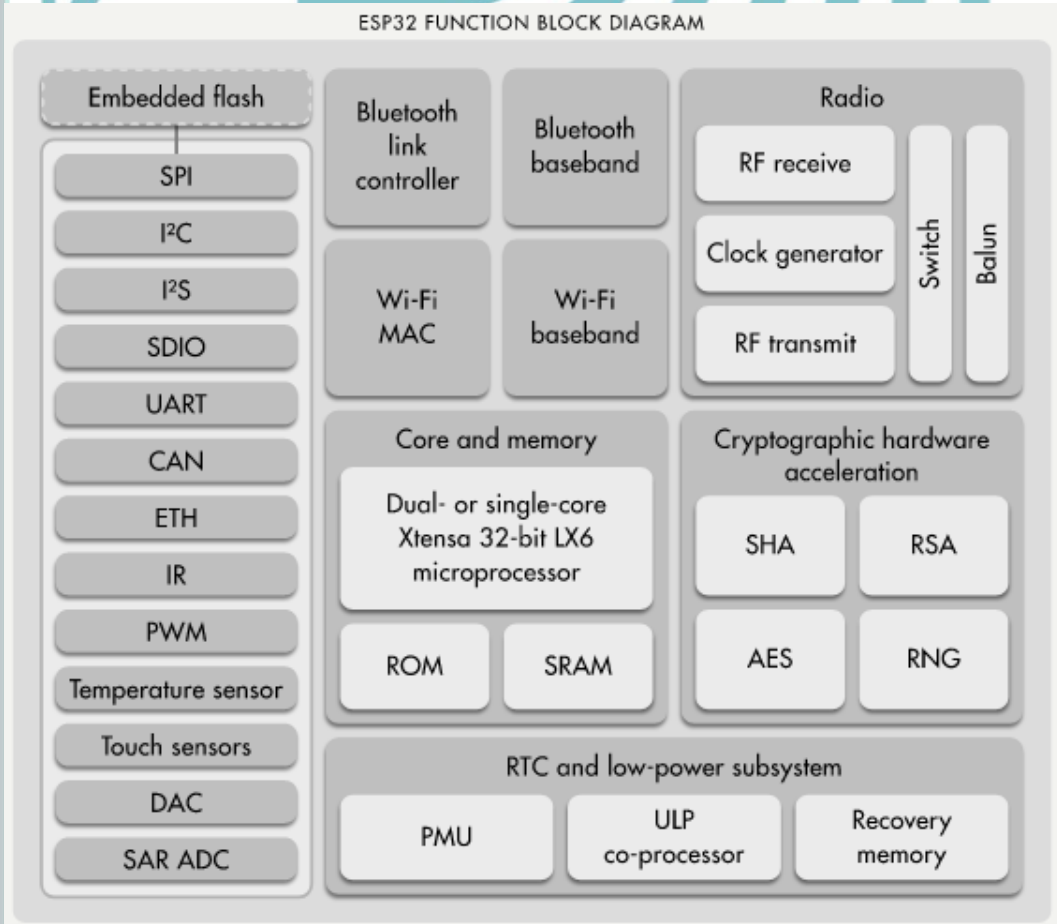 ESP32 FUNCTION BLOCK DIAGRAM
Embedded flash
SPI
I²C
I²S
SDIO
UART
CAN
ETH
IR
PWM
Temperature sensor
Touch sensors
DAC
SAR ADC
Bluetooth
link
controller
Bluetooth
baseband
Wi-Fi
MAC
Wi-Fi
baseband
Radio
RF receive
Clock generator
RF transmit
Switch
Balun
Core and memory
Dual- or single-core
Xtensa 32-bit LX6
microprocessor
ROM
SRAM
Cryptographic hardware
acceleration
SHA
RSA
AES
RNG
RTC and low-power subsystem
PMU
ULP
co-processor
Recovery
memory